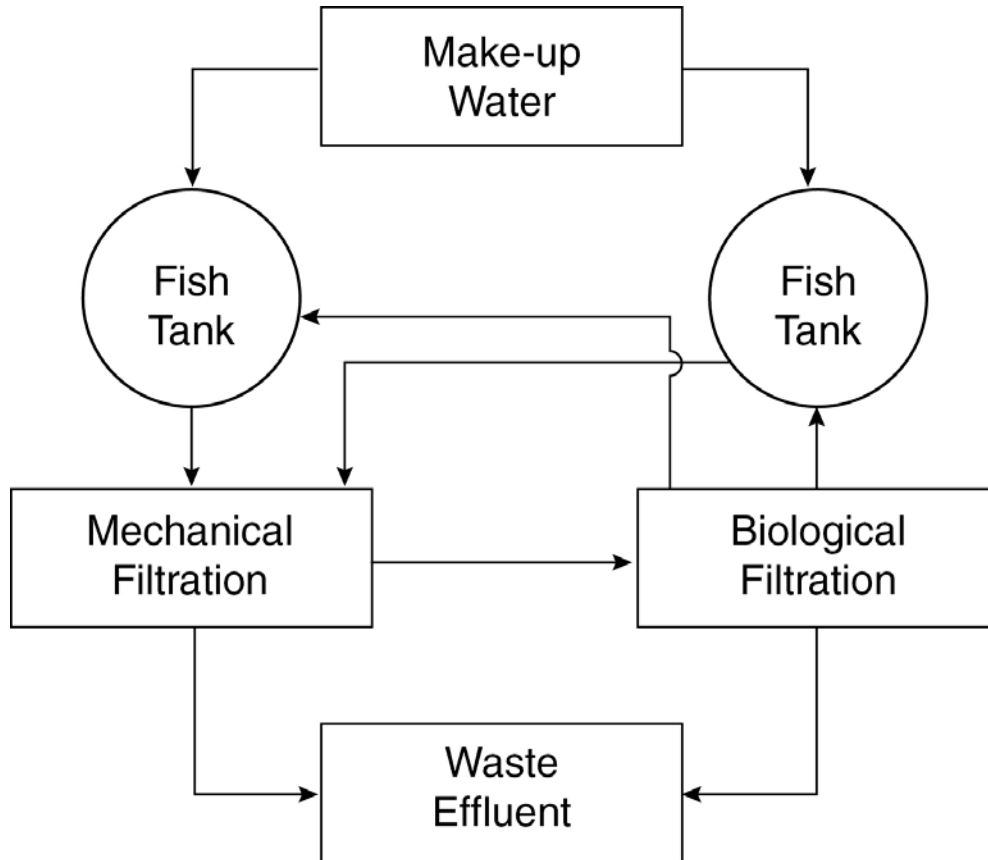 Make-up
Water
Fish
Tank
Fish
Tank
Mechanical
Filtration
Biological
Filtration
Waste
Effluent